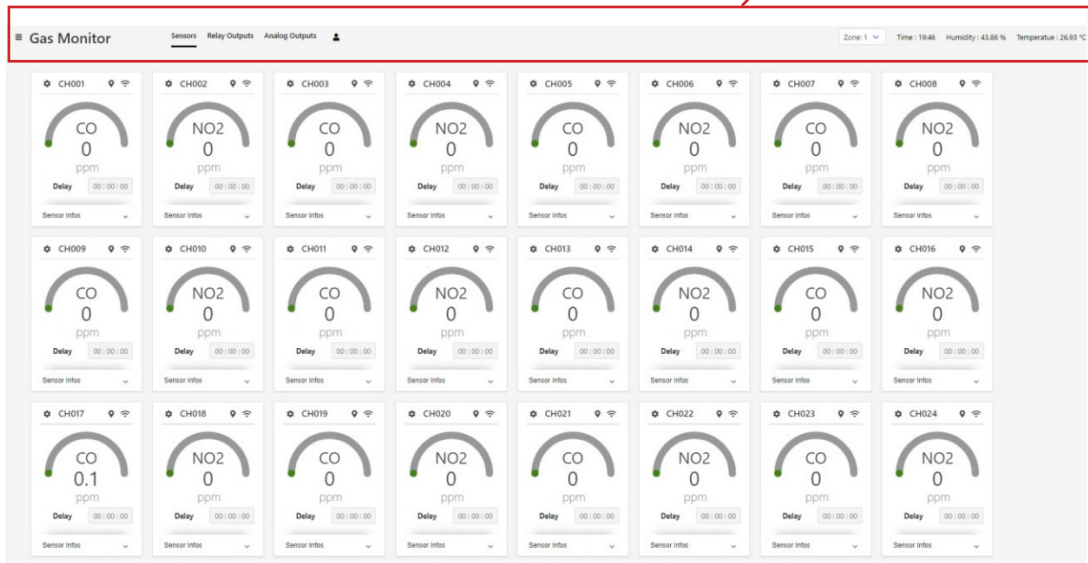 Gas Monitor Sensors Relay Outputs Analog Outputs Zone: 1 Time : 19:46 Humidity : 43.86 % Temperatue : 26.93 °C
CH001 CH002 CH003 CH004 CH005 CH006 CH007 CH008
CO NO2 CO NO2 CO NO2 CO NO2
0 0 0 0 0 0 0 0
ppm ppm ppm ppm ppm ppm ppm ppm
Delay 00 : 00 : 00 Delay 00 : 00 : 00 Delay 00 : 00 : 00 Delay 00 : 00 : 00 Delay 00 : 00 : 00 Delay 00 : 00 : 00 Delay 00 : 00 : 00 Delay 00 : 00 : 00
Sensor Infos Sensor Infos Sensor Infos Sensor Infos Sensor Infos Sensor Infos Sensor Infos Sensor Infos
CH009 CH010 CH011 CH012 CH013 CH014 CH015 CH016
CO NO2 CO NO2 CO NO2 CO NO2
0 0 0 0 0 0 0 0
ppm ppm ppm ppm ppm ppm ppm ppm
Delay 00 : 00 : 00 Delay 00 : 00 : 00 Delay 00 : 00 : 00 Delay 00 : 00 : 00 Delay 00 : 00 : 00 Delay 00 : 00 : 00 Delay 00 : 00 : 00 Delay 00 : 00 : 00
Sensor Infos Sensor Infos Sensor Infos Sensor Infos Sensor Infos Sensor Infos Sensor Infos Sensor Infos
CH017 CH018 CH019 CH020 CH021 CH022 CH023 CH024
CO NO2 CO NO2 CO NO2 CO NO2
0.1 0 0 0 0 0 0 0
ppm ppm ppm ppm ppm ppm ppm ppm
Delay 00 : 00 : 00 Delay 00 : 00 : 00 Delay 00 : 00 : 00 Delay 00 : 00 : 00 Delay 00 : 00 : 00 Delay 00 : 00 : 00 Delay 00 : 00 : 00 Delay 00 : 00 : 00
Sensor Infos Sensor Infos Sensor Infos Sensor Infos Sensor Infos Sensor Infos Sensor Infos Sensor Infos